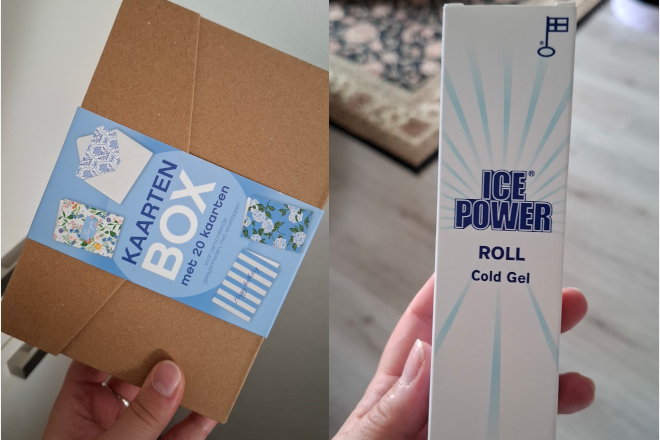 KAARTEN
BOX
met 20 kaarten
ICE®
POWER
ROLL
Cold Gel